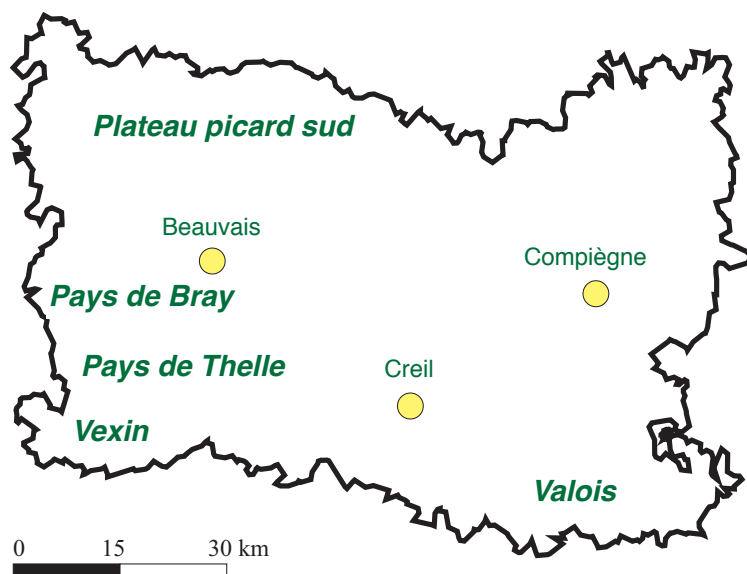 Plateau picard sud
Beauvais
Compiègne
Pays de Bray
Pays de Thelle
Creil
Vexin
Valois
0 15 30 km